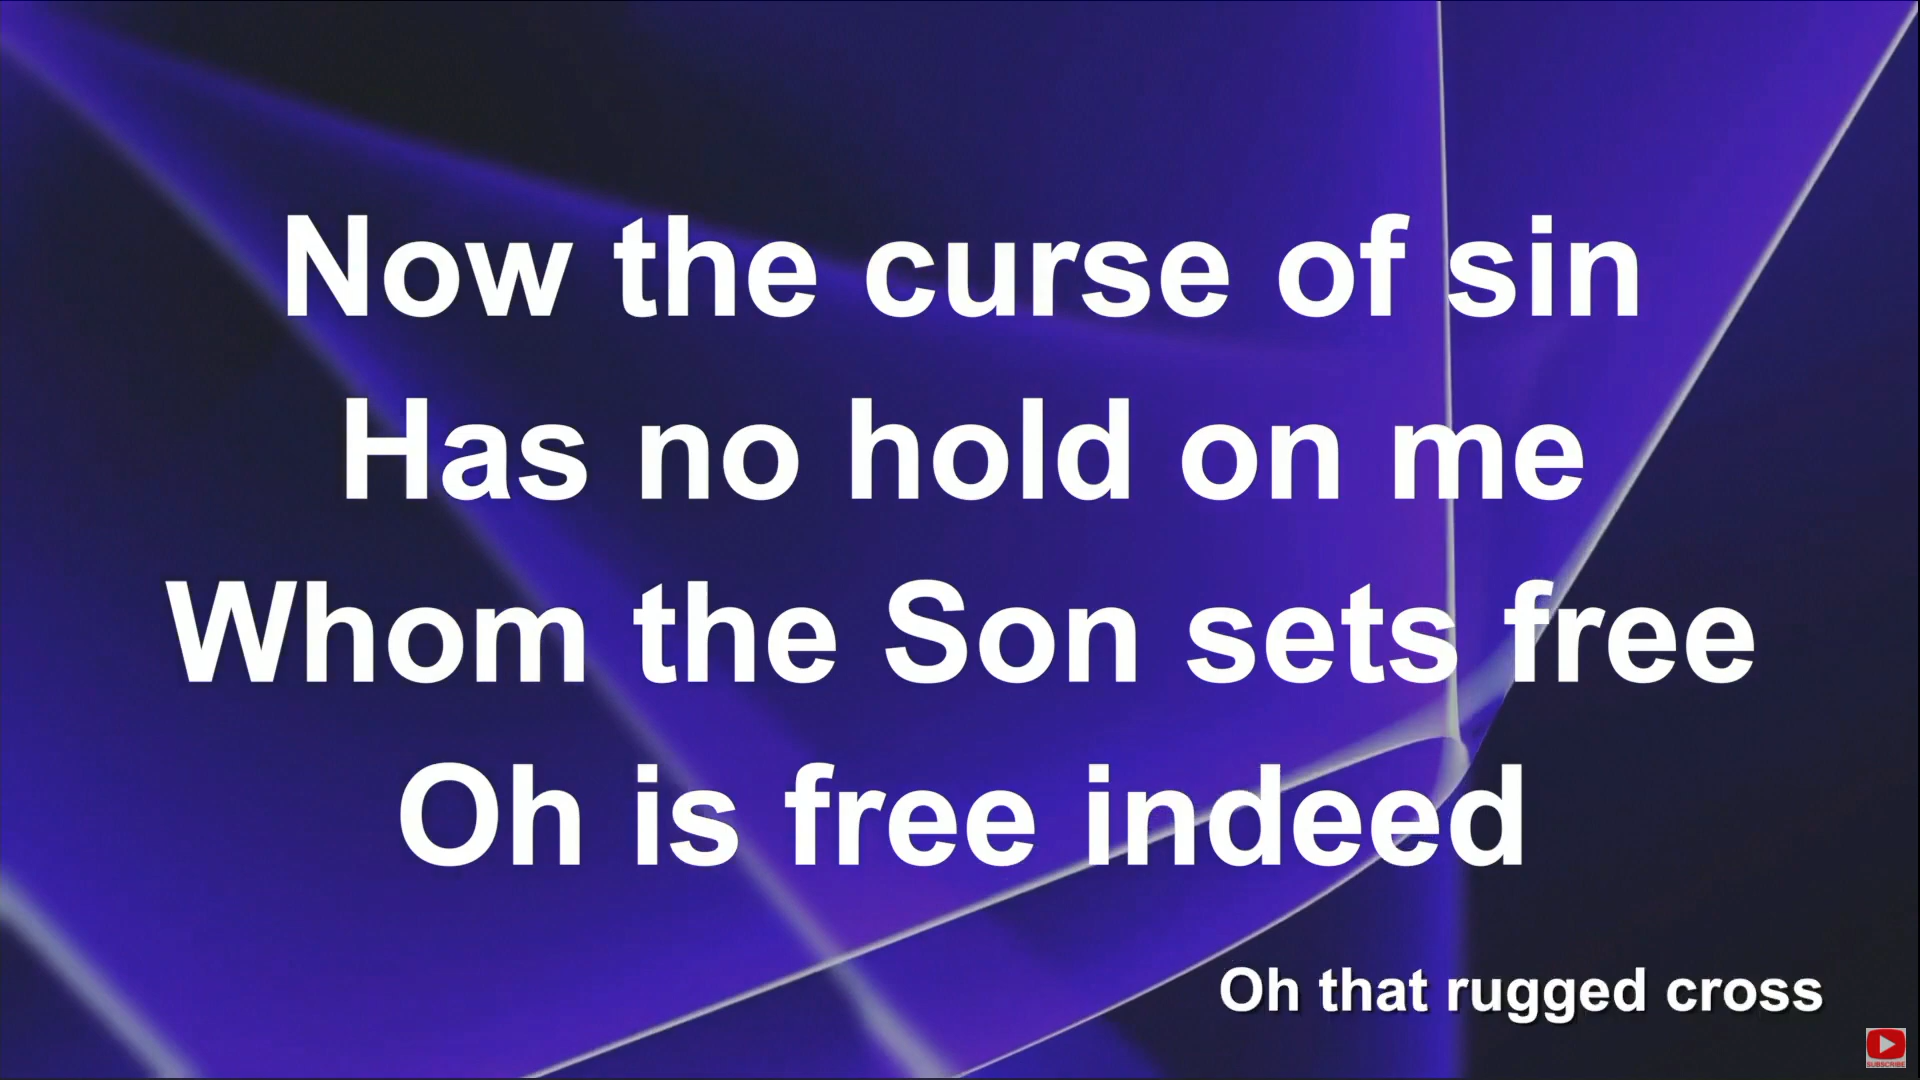 Now the curse of sin
Has no hold on me
Whom the Son sets free
Oh is free indeed
Oh that rugged cross
SUBSCRIBE